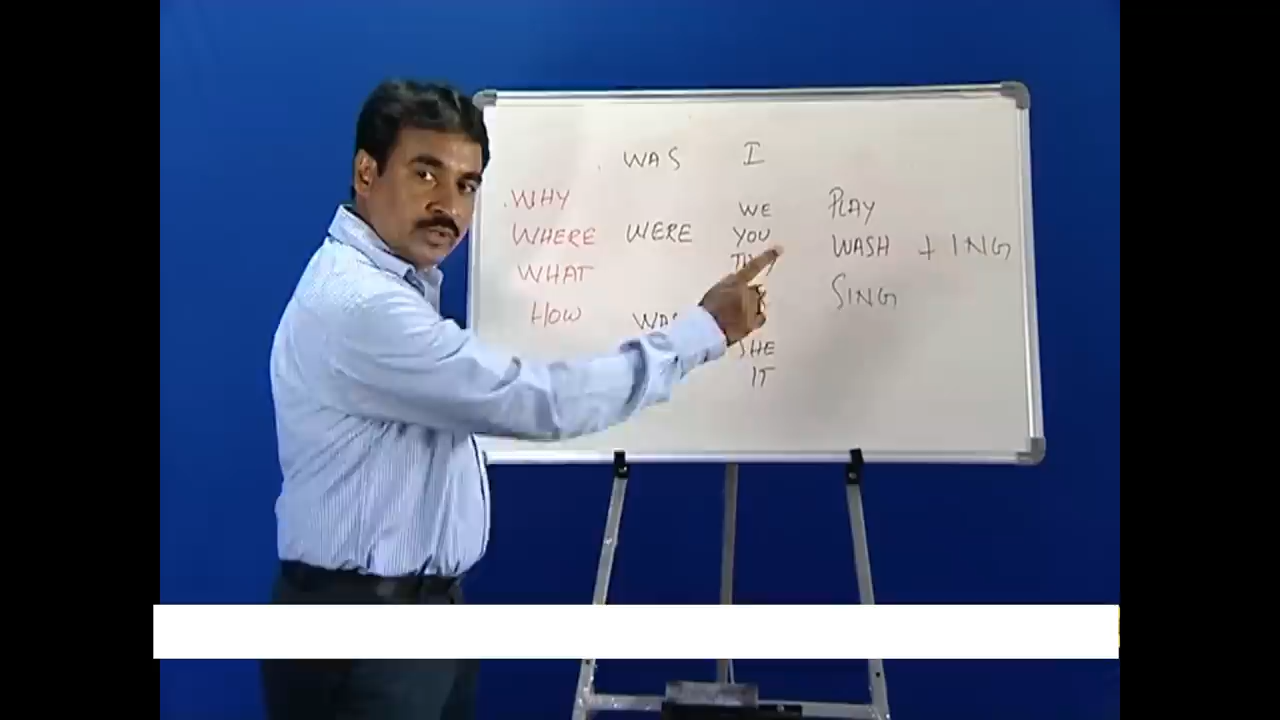 WAS I
WHY WE PLAY
WHERE WERE YOU WASH + ING
WHAT
HOW SING
SHE
IT